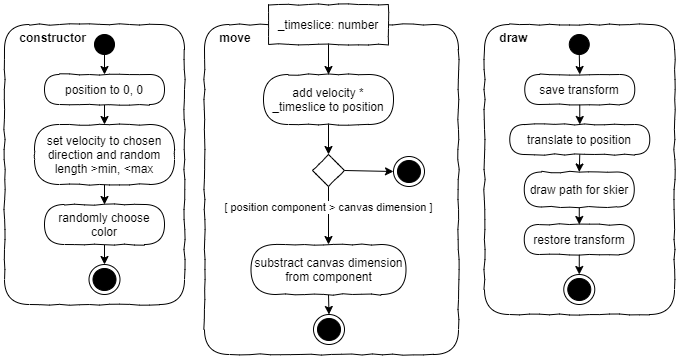 constructor
position to 0, 0
set velocity to chosen
direction and random
length >min, <max
randomly choose
color
_timeslice: number
move
add velocity *
_timeslice to position
[ position component > canvas dimension ]
substract canvas dimension
from component
draw
save transform
translate to position
draw path for skier
restore transform